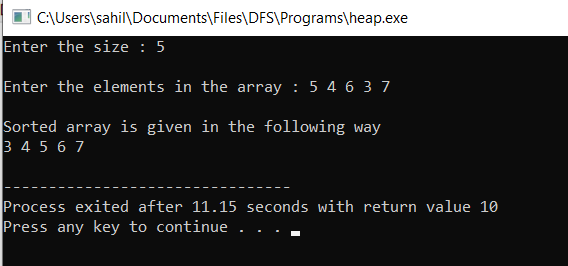 C:\Users\sahil\Documents\Files\DFS\Programs\heap.exe
Enter the size : 5
Enter the elements in the array : 5 4 6 3 7
Sorted array is given in the following way
3 4 5 6 7
--------------------------------
Process exited after 11.15 seconds with return value 10
Press any key to continue . . .